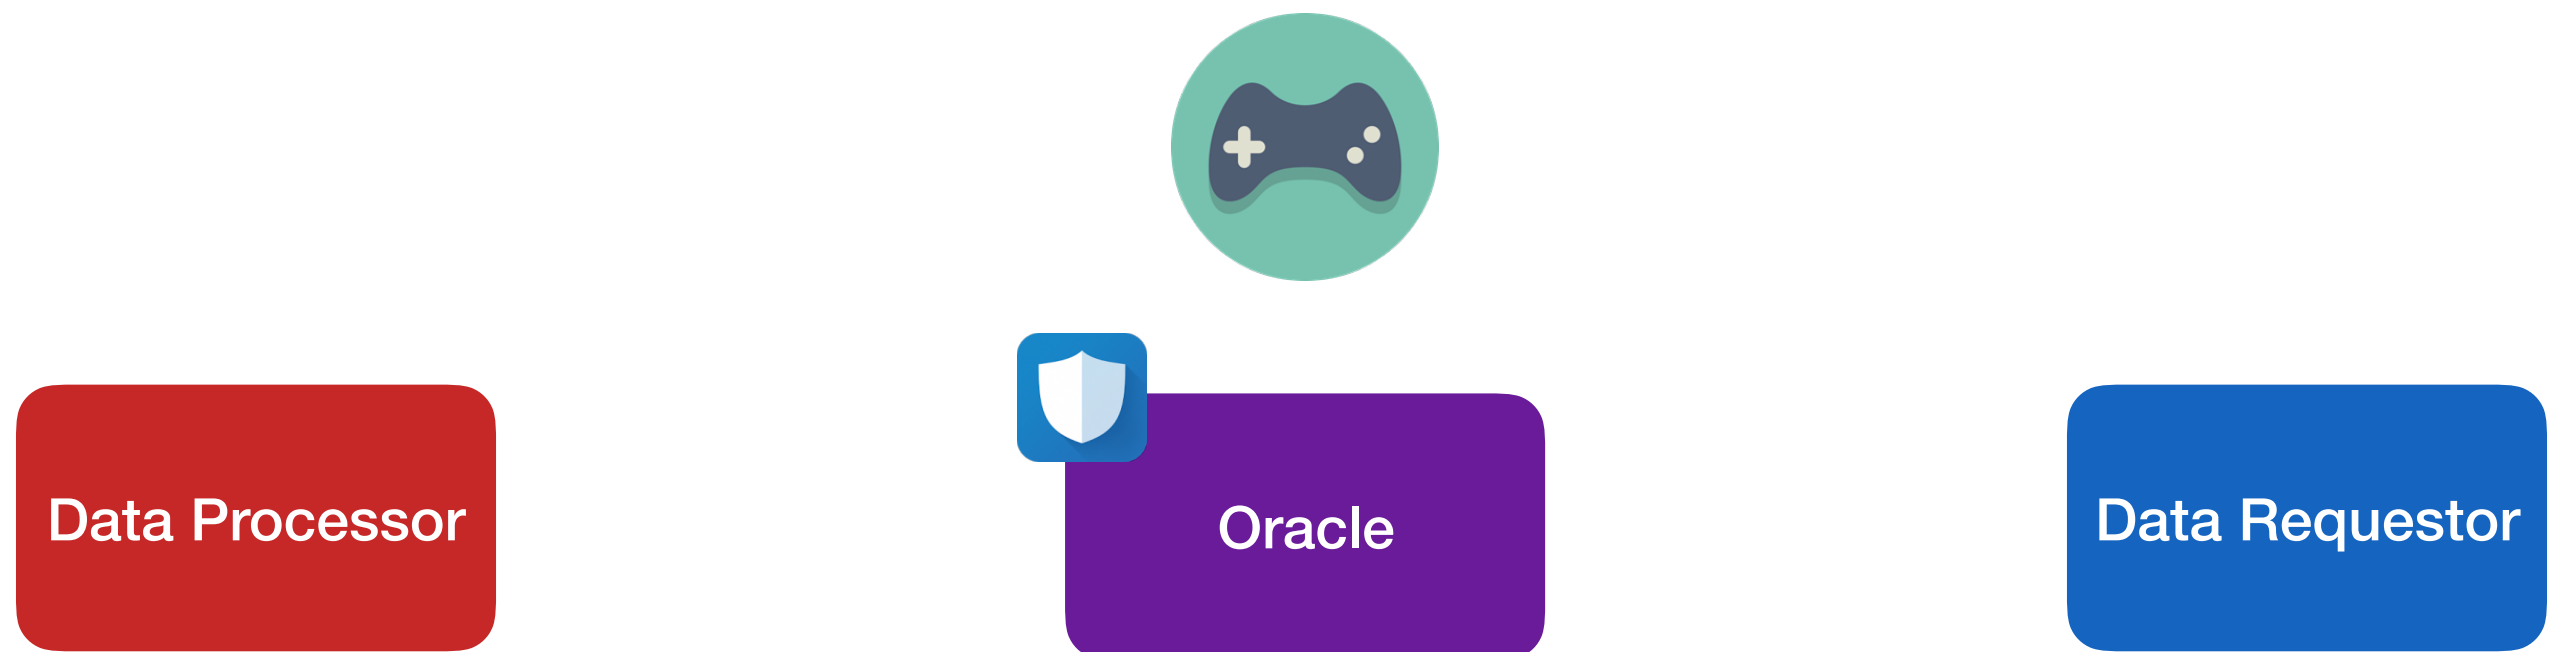 Data Processor
Oracle
Data Requestor